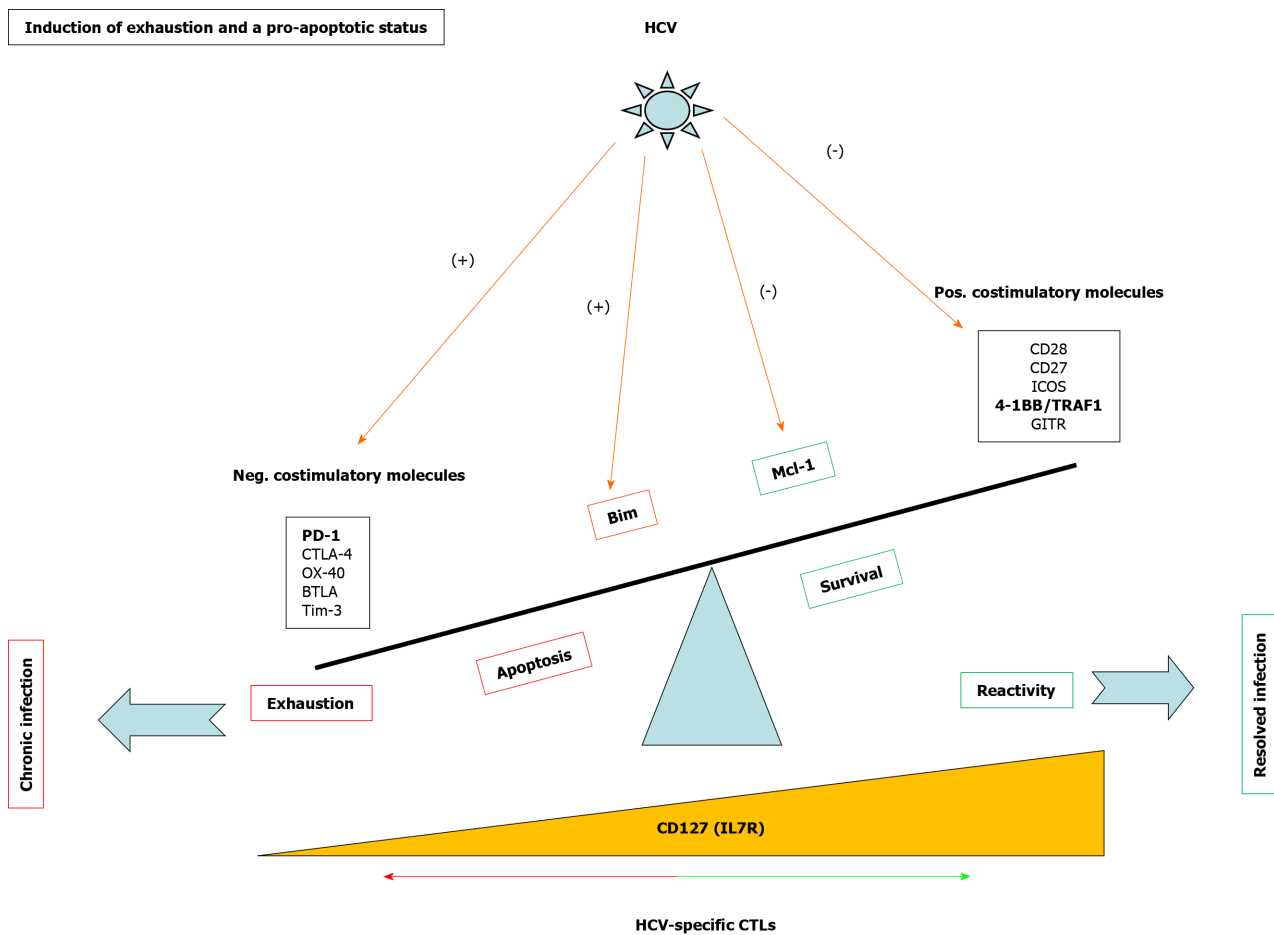 Induction of exhaustion and a pro-apoptotic status
HCV
(-)
(+)
(+)
(-)
Pos. costimulatory molecules
CD28
CD27
ICOS
4-1BB/TRAF1
GITR
Neg. costimulatory molecules
PD-1
CTLA-4
OX-40
BTLA
Tim-3
Bim
Mcl-1
Survival
Apoptosis
Exhaustion
Reactivity
Chronic infection
Resolved infection
CD127 (IL7R)
HCV-specific CTLs